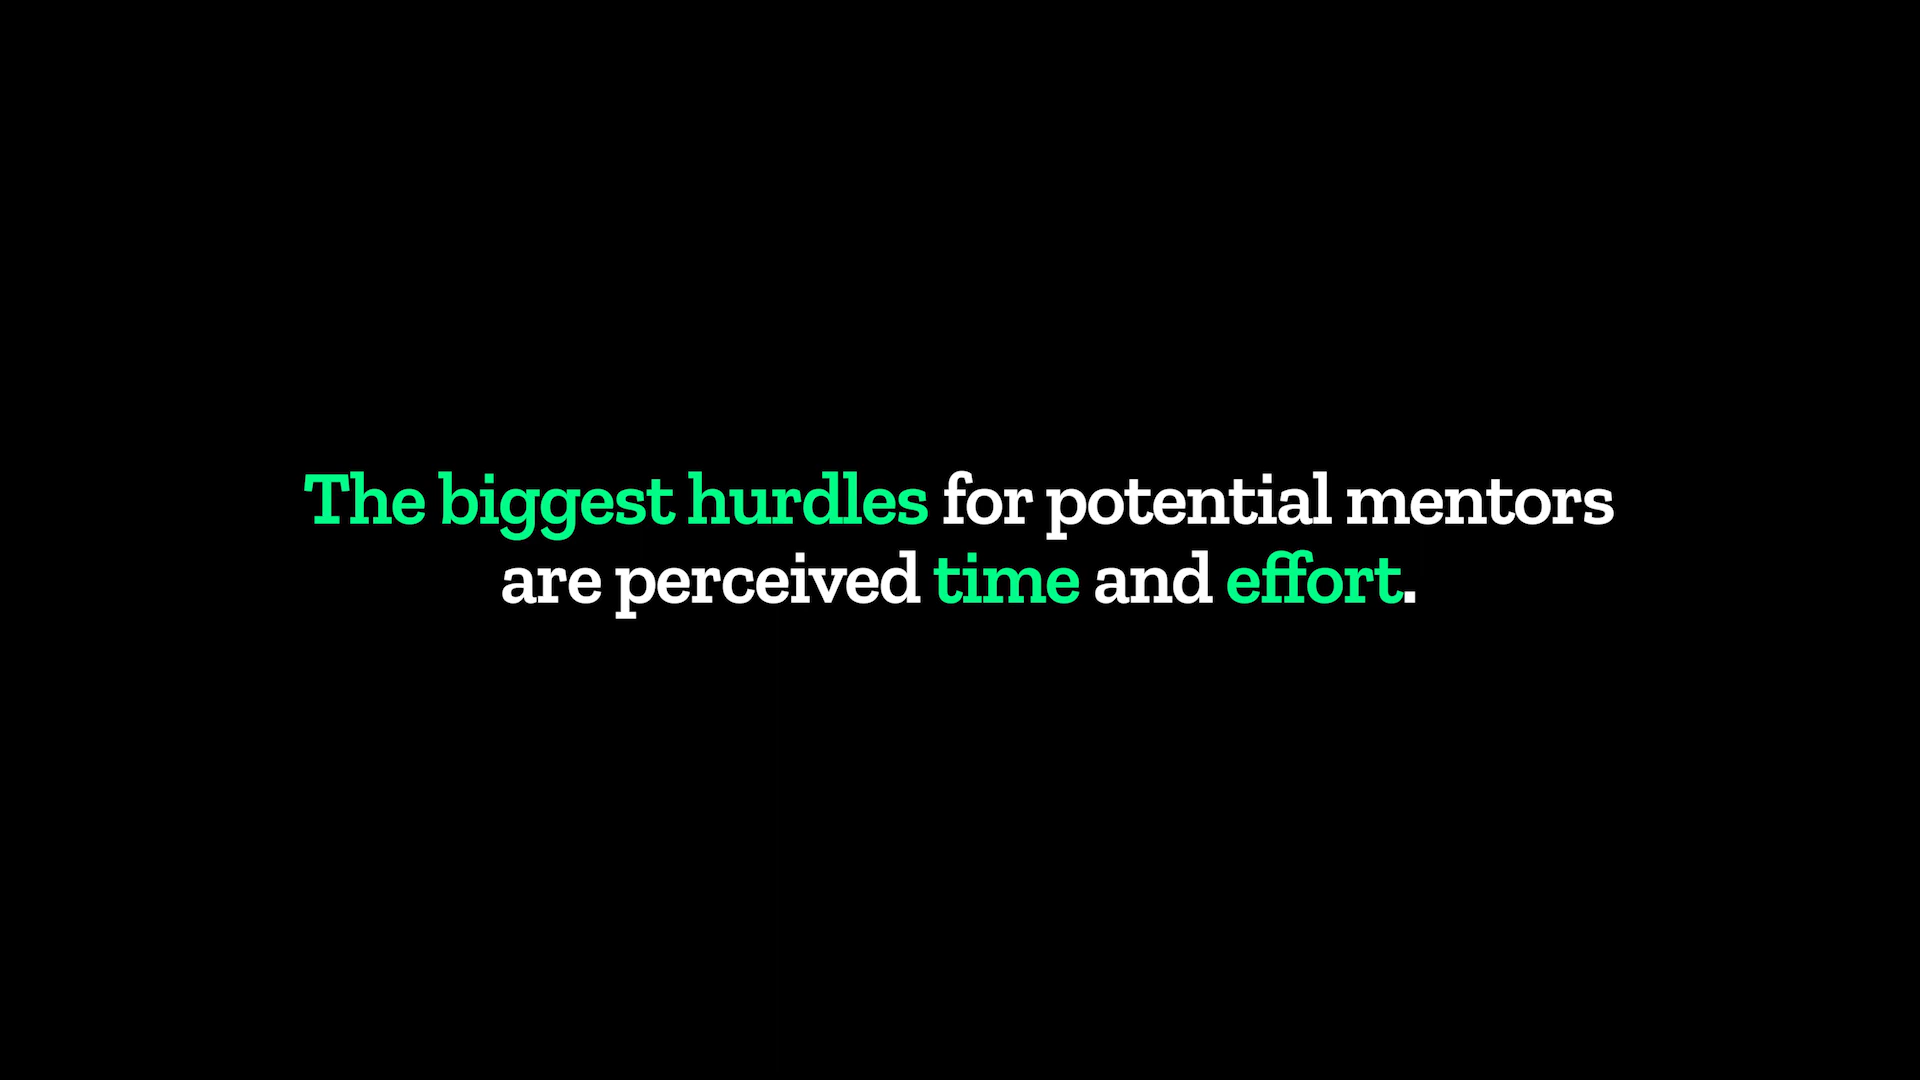 The biggest hurdles for potential mentors
are perceived time and effort.